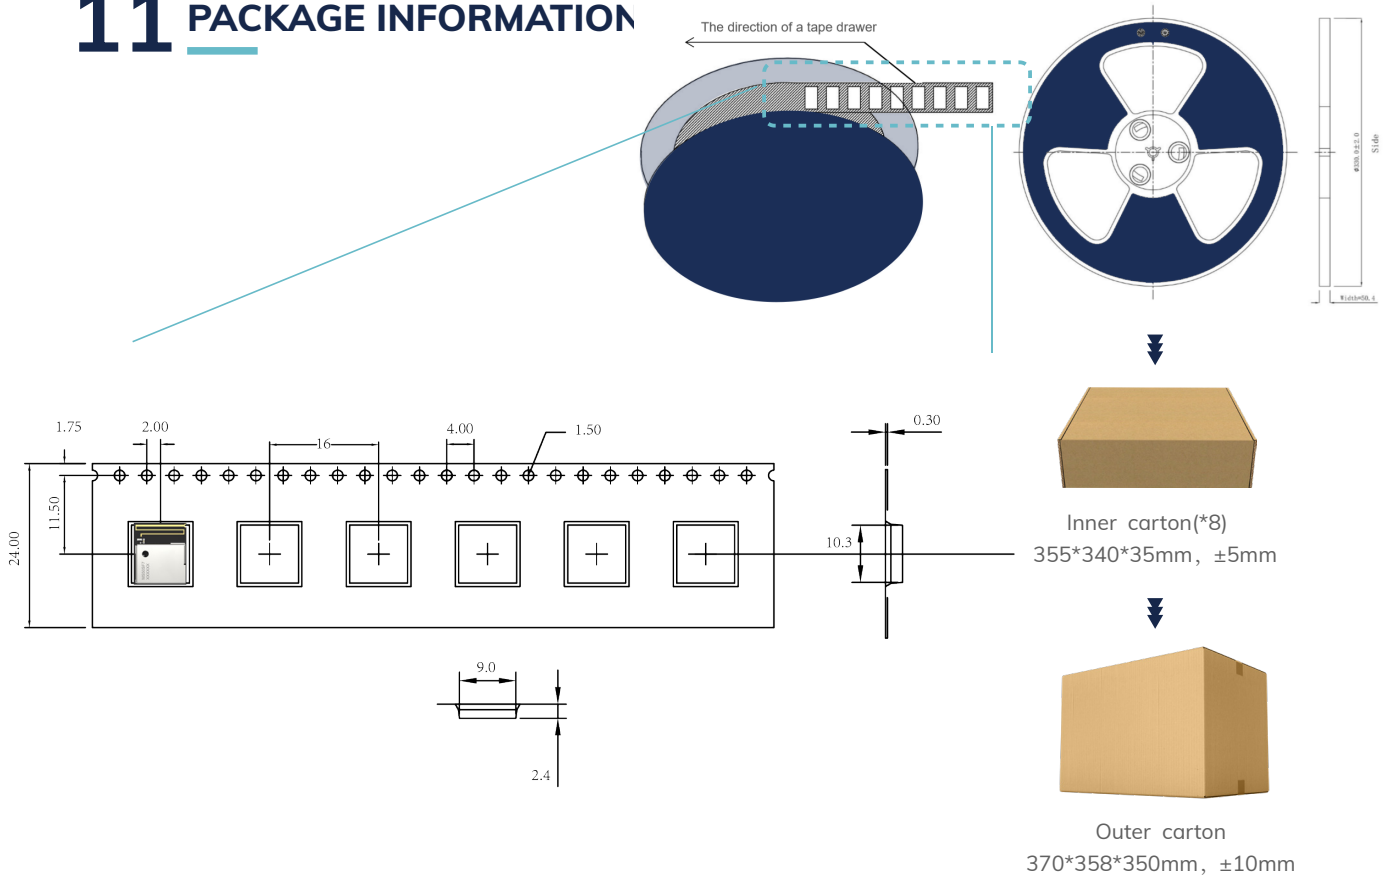 11 PACKAGE INFORMATION
The direction of a tape drawer
Side
1.75
2.00
16
4.00
1.50
0.30
11.50
24.00
10.3
9.0
2.4
Inner carton(*8)
355*340*35mm, ±5mm
Outer carton
370*358*350mm, ±10mm